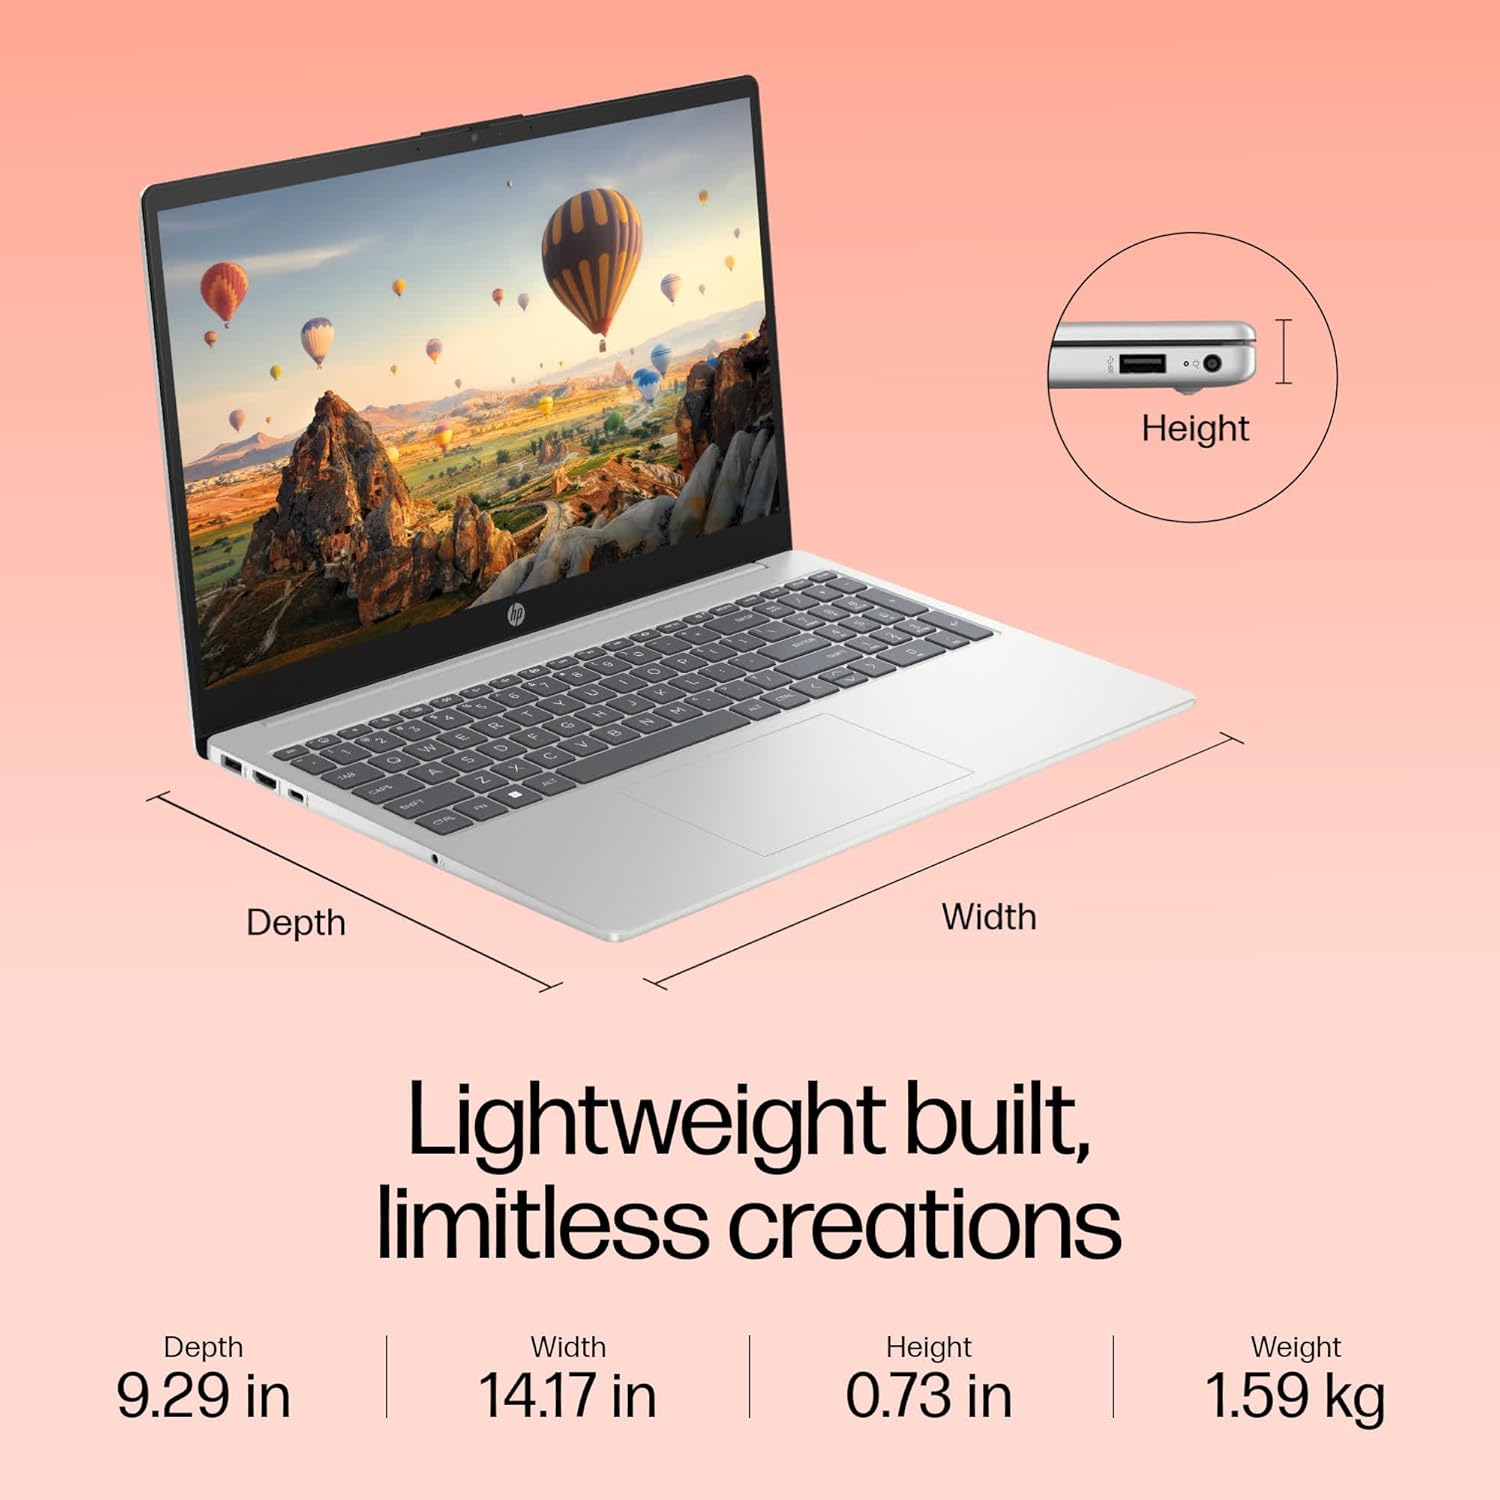 Height
hp
Depth
Width
Lightweight built,
limitless creations
Depth
9.29 in
Width
14.17 in
Height
0.73 in
Weight
1.59 kg